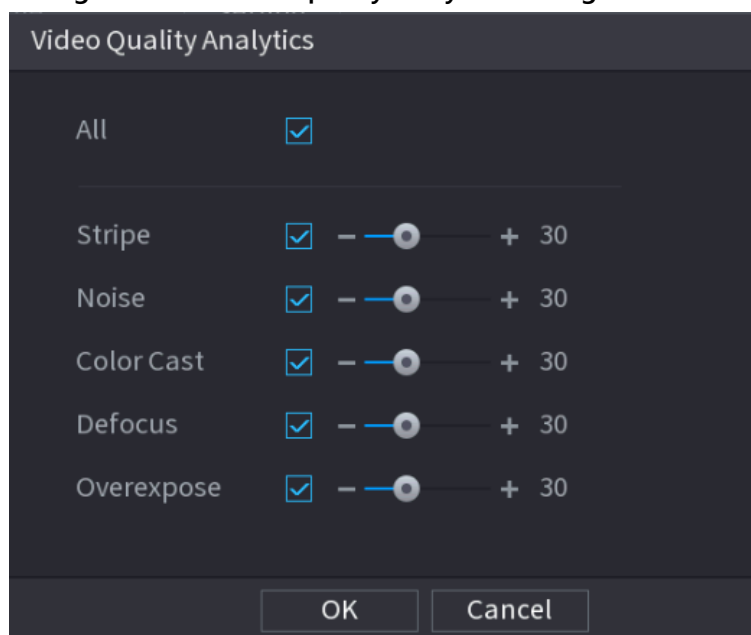 Video Quality Analytics
All
Stripe 30
Noise 30
Color Cast 30
Defocus 30
Overexpose 30
OK Cancel